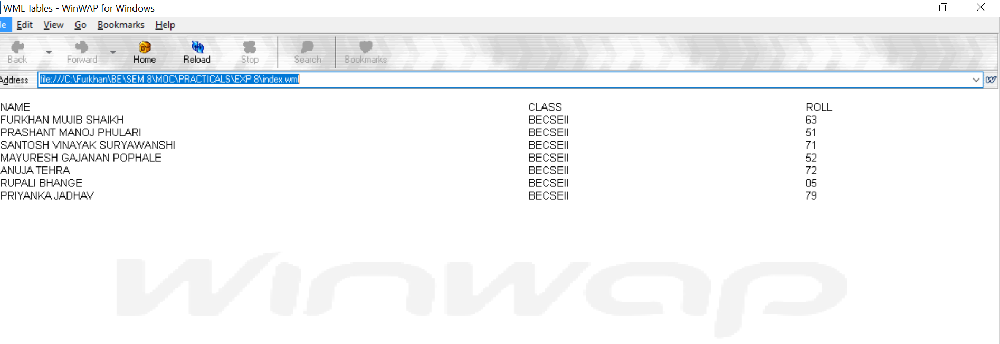 WML Tables - WinWAP for Windows
le Edit View Go Bookmarks Help
Back Forward Home Reload Stop Search Bookmarks
Address file:///C:\Furkhan\BE\SEM 8\MOC\PRACTICALS\EXP 8\index.wml W
NAME CLASS ROLL
FURKHAN MUJIB SHAIKH BECSEII 63
PRASHANT MANOJ PHULARI BECSEII 51
SANTOSH VINAYAK SURYAWANSHI BECSEII 71
MAYURESH GAJANAN POPHALE BECSEII 52
ANUJA TEHRA BECSEII 72
RUPALI BHANGE BECSEII 05
PRIYANKA JADHAV BECSEII 79
winwap